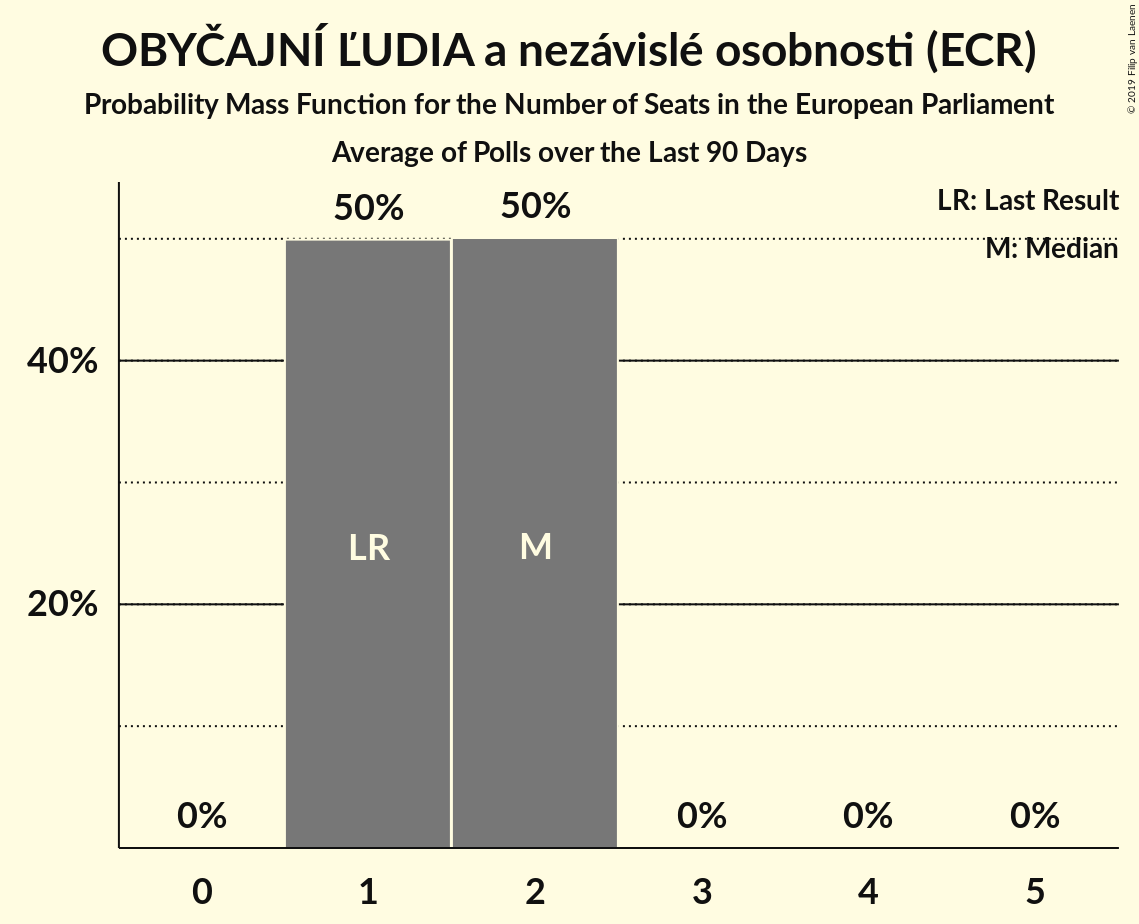 OBYČAJNÍ ĽUDIA a nezávislé osobnosti (ECR)
Probability Mass Function for the Number of Seats in the European Parliament
Average of Polls over the Last 90 Days
© 2019 Filip van Laenen
50% 50%
LR: Last Result
M: Median
40%
LR M
20%
0% 0% 0% 0%
0 1 2 3 4 5